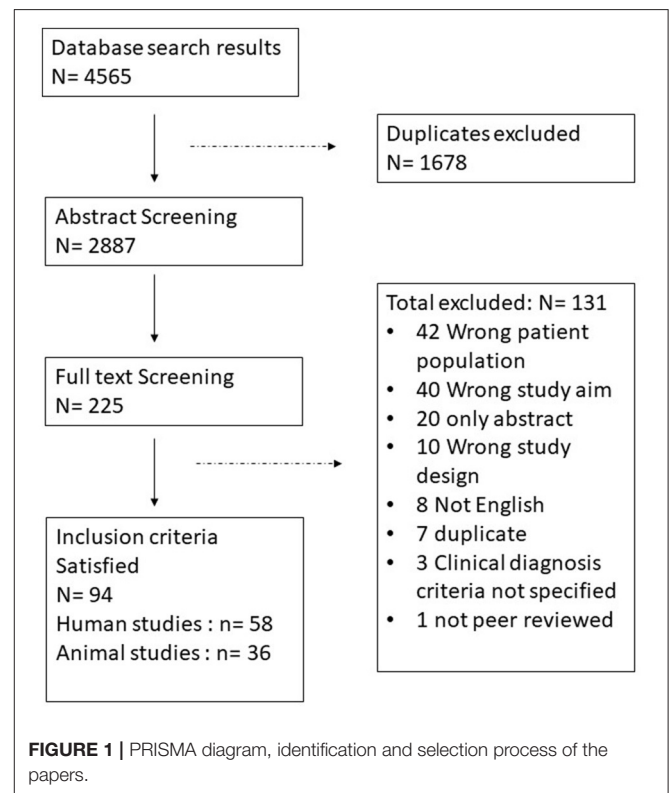 Database search results
N= 4565
Duplicates excluded
N= 1678
Abstract Screening
N= 2887
Total excluded: N= 131
• 42 Wrong patient
population
• 40 Wrong study aim
• 20 only abstract
• 10 Wrong study
design
• 8 Not English
• 7 duplicate
• 3 Clinical diagnosis
criteria not specified
• 1 not peer reviewed
Full text Screening
N= 225
Inclusion criteria
Satisfied
N= 94
Human studies : n= 58
Animal studies : n= 36
FIGURE 1 | PRISMA diagram, identification and selection process of the
papers.